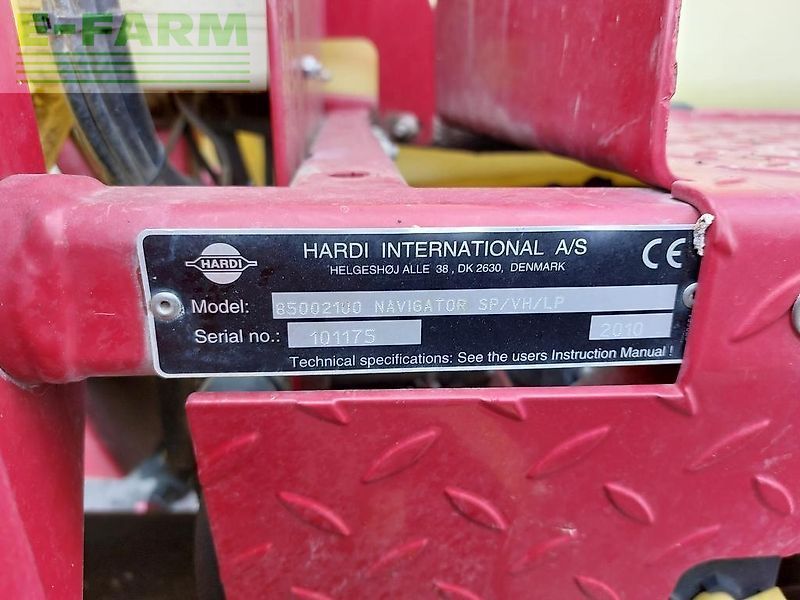 E-FARM
HARDI
HARDI INTERNATIONAL A/S
HELGESHØJ ALLE 38, DK 2630, DENMARK
CE
Model: 85002100 NAVIGATOR SP/VH/LP
Serial no.: 101175 2010
Technical specifications: See the users Instruction Manual !